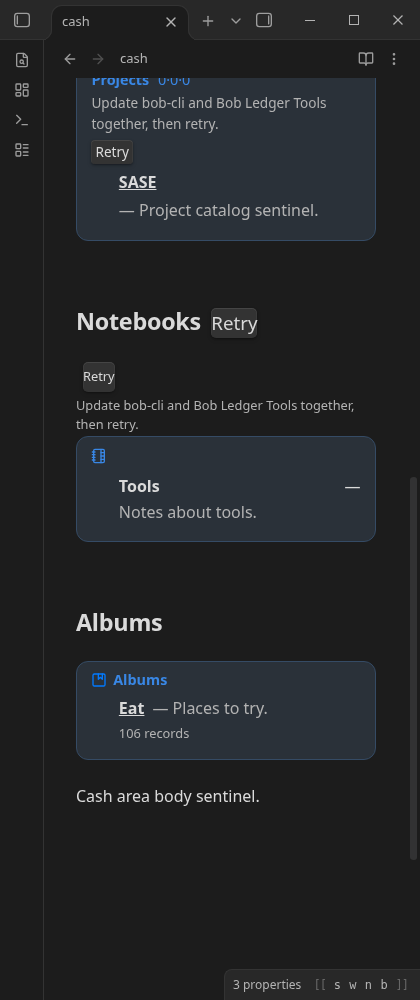 cash
cash
Projects 0·0·0
Update bob-cli and Bob Ledger Tools
together, then retry.
Retry
SASE
— Project catalog sentinel.
Notebooks Retry
Retry
Update bob-cli and Bob Ledger Tools together,
then retry.
Tools —
Notes about tools.
Albums
Albums
Eat — Places to try.
106 records
Cash area body sentinel.
3 properties [[ s w n b ]]